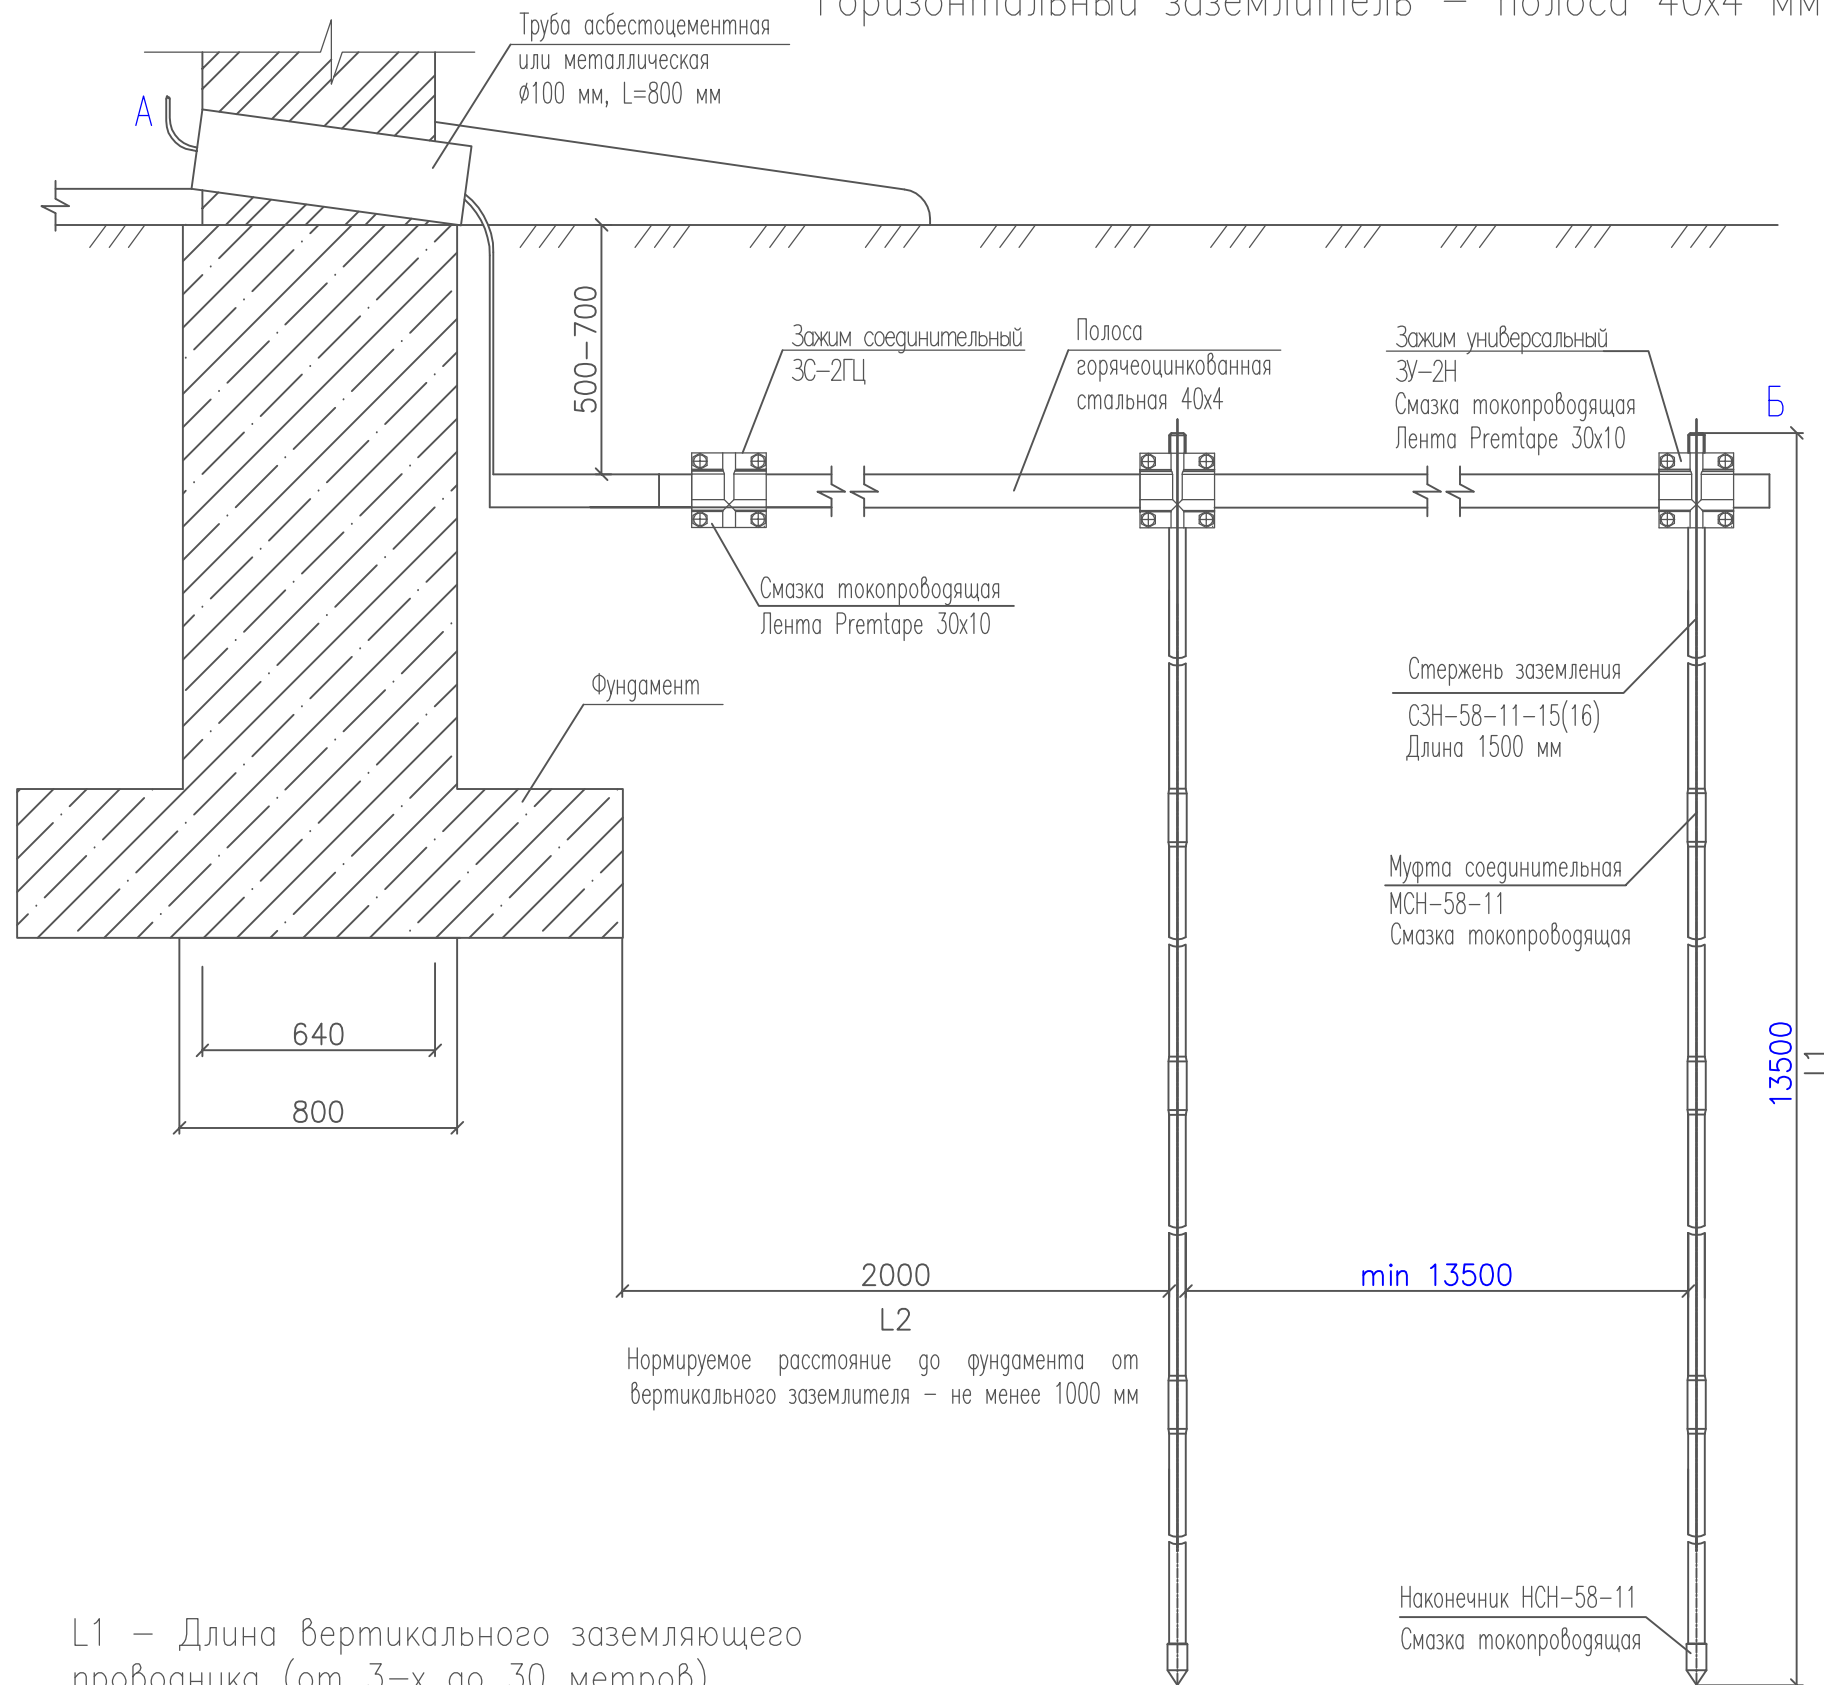 Горизонтальный заземлитель – полоса 40х4 мм
Труба асбестоцементная
или металлическая
ø100 мм, L=800 мм
А
500–700
Зажим соединительный
ЗС–2ГЦ
Полоса
горячеоцинкованная
стальная 40х4
Зажим универсальный
ЗУ–2Н
Смазка токопроводящая
Лента Premtape 30х10
Б
Смазка токопроводящая
Лента Premtape 30х10
Фундамент
Стержень заземления
СЗН–58–11–15(16)
Длина 1500 мм
Муфта соединительная
МСН–58–11
Смазка токопроводящая
640
800
13500
L1
2000
min 13500
L2
Нормируемое расстояние до фундамента от
вертикального заземлителя – не менее 1000 мм
Наконечник НСН–58–11
Смазка токопроводящая
L1 – Длина вертикального заземляющего
проводника (от 3–х до 30 метров)